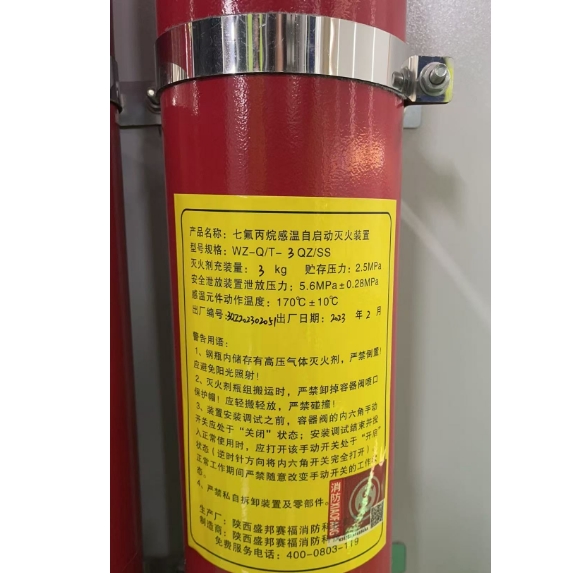 产品名称：七氟丙烷感温自启动灭火装置
型号规格：WZ-Q/T-3QZ/SS
灭火剂充装量：3 kg 贮存压力：2.5MPa
安全泄放装置泄放压力：5.6MPa±0.28MPa
感温元件动作温度：170℃±10℃
出厂编号：出厂日期：2023 年 2 月
警告用语：
1、钢瓶内储存有高压气体灭火剂，严禁倒置！
应避免阳光照射！
2、灭火剂瓶组搬运时，严禁卸掉容器阀喷口
保护帽！应轻搬轻放，严禁碰撞！
3、装置安装调试之前，容器阀的内六角手动
开关应处于“关闭”状态；安装调试结束并投
入正常使用时，应打开该手动开关处于“开启”
状态（逆时针方向将内六角开关完全打开）
正常工作期间严禁随意改变手动开关的工作
态。
4、严禁私自拆卸装置及零部件。
生产厂：陕西盛邦赛福消防科
制造商：陕西盛邦赛福消防科
免费服务电话：400-0803-119
消防XIAOFANG